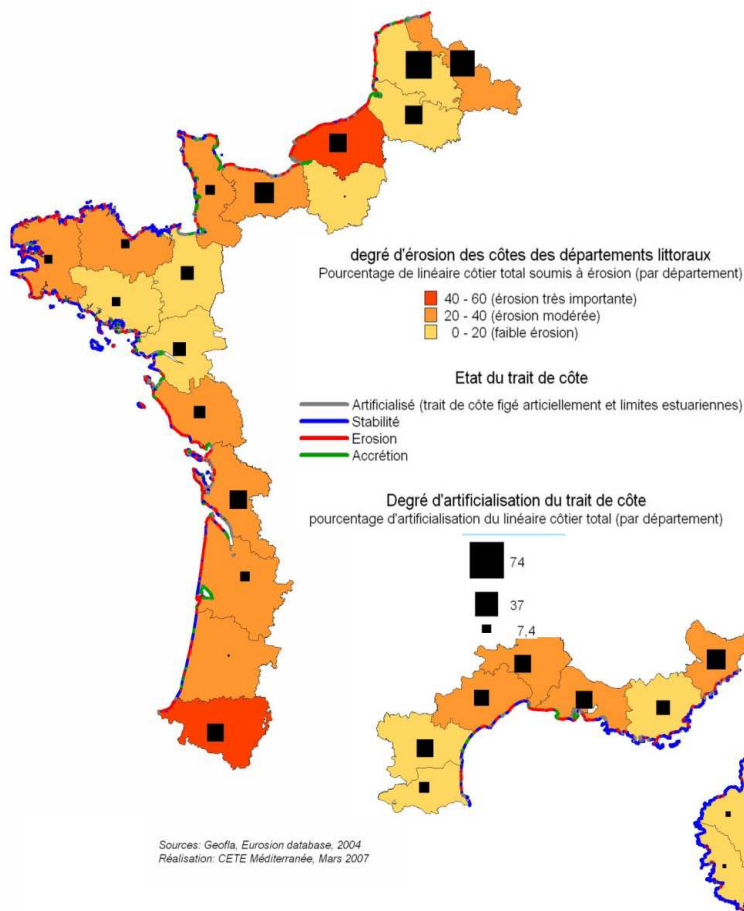 degré d'érosion des côtes des départements littoraux
Pourcentage de linéaire côtier total soumis à érosion (par département)
40 - 60 (érosion très importante)
20 - 40 (érosion modérée)
0 - 20 (faible érosion)
Etat du trait de côte
Artificialisé (trait de côte figé articiellement et limites estuariennes)
Stabilité
Erosion
Accrétion
Degré d'artificialisation du trait de côte
pourcentage d'artificialisation du linéaire côtier total (par département)
74
37
7,4
Sources: Geofla, Eurosion database, 2004
Réalisation: CETE Méditerranée, Mars 2007